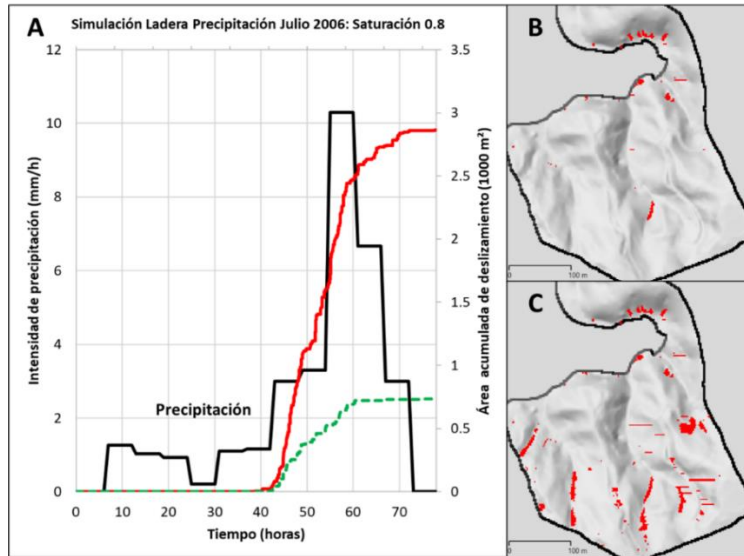 A
Simulación Ladera Precipitación Julio 2006: Saturación 0.8
Intensidad de precipitación (mm/h)
12
10
8
6
4
2
0
Precipitación
0 10 20 30 40 50 60 70
Tiempo (horas)
3.5
3
2.5
2
1.5
1
0.5
0
Área acumulada de deslizamiento (1000 m²)
B
0 100 m
C
0 100 m